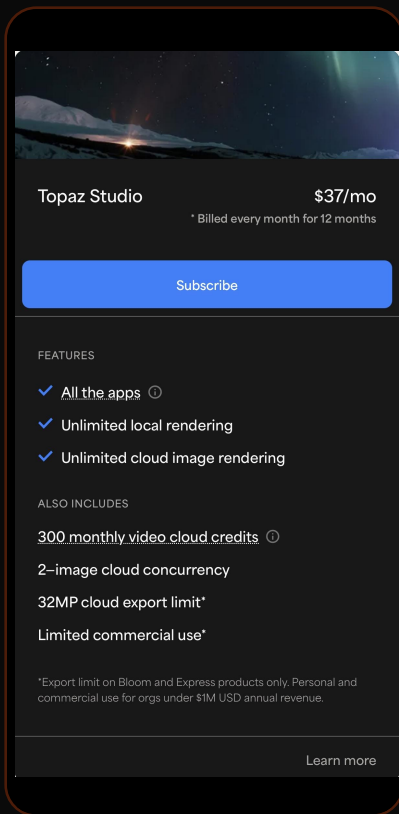 Topaz Studio
$37/mo
* Billed every month for 12 months
Subscribe
FEATURES
All the apps
Unlimited local rendering
Unlimited cloud image rendering
ALSO INCLUDES
300 monthly video cloud credits
2–image cloud concurrency
32MP cloud export limit*
Limited commercial use*
*Export limit on Bloom and Express products only. Personal and
commercial use for orgs under $1M USD annual revenue.
Learn more